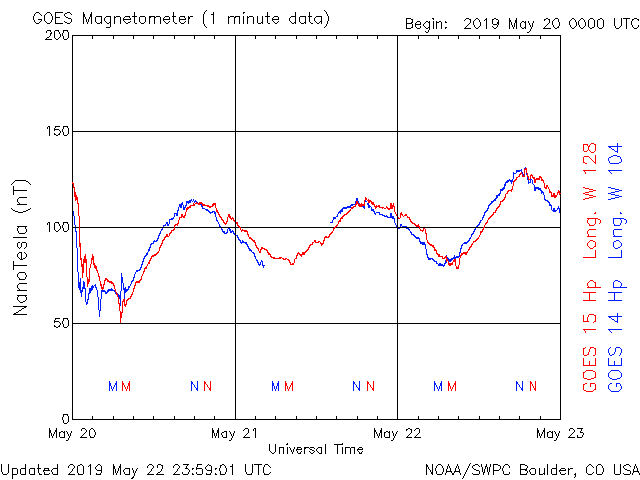 GOES Magnetometer (1 minute data)
Begin: 2019 May 20 0000 UTC
200
150
100
50
0
NanoTesla (nT)
M M N N M M N N M M N N
May 20 May 21 May 22 May 23
Universal Time
GOES 15 Hp Long. W 128
GOES 14 Hp Long. W 104
Updated 2019 May 22 23:59:01 UTC
NOAA/SWPC Boulder, CO USA